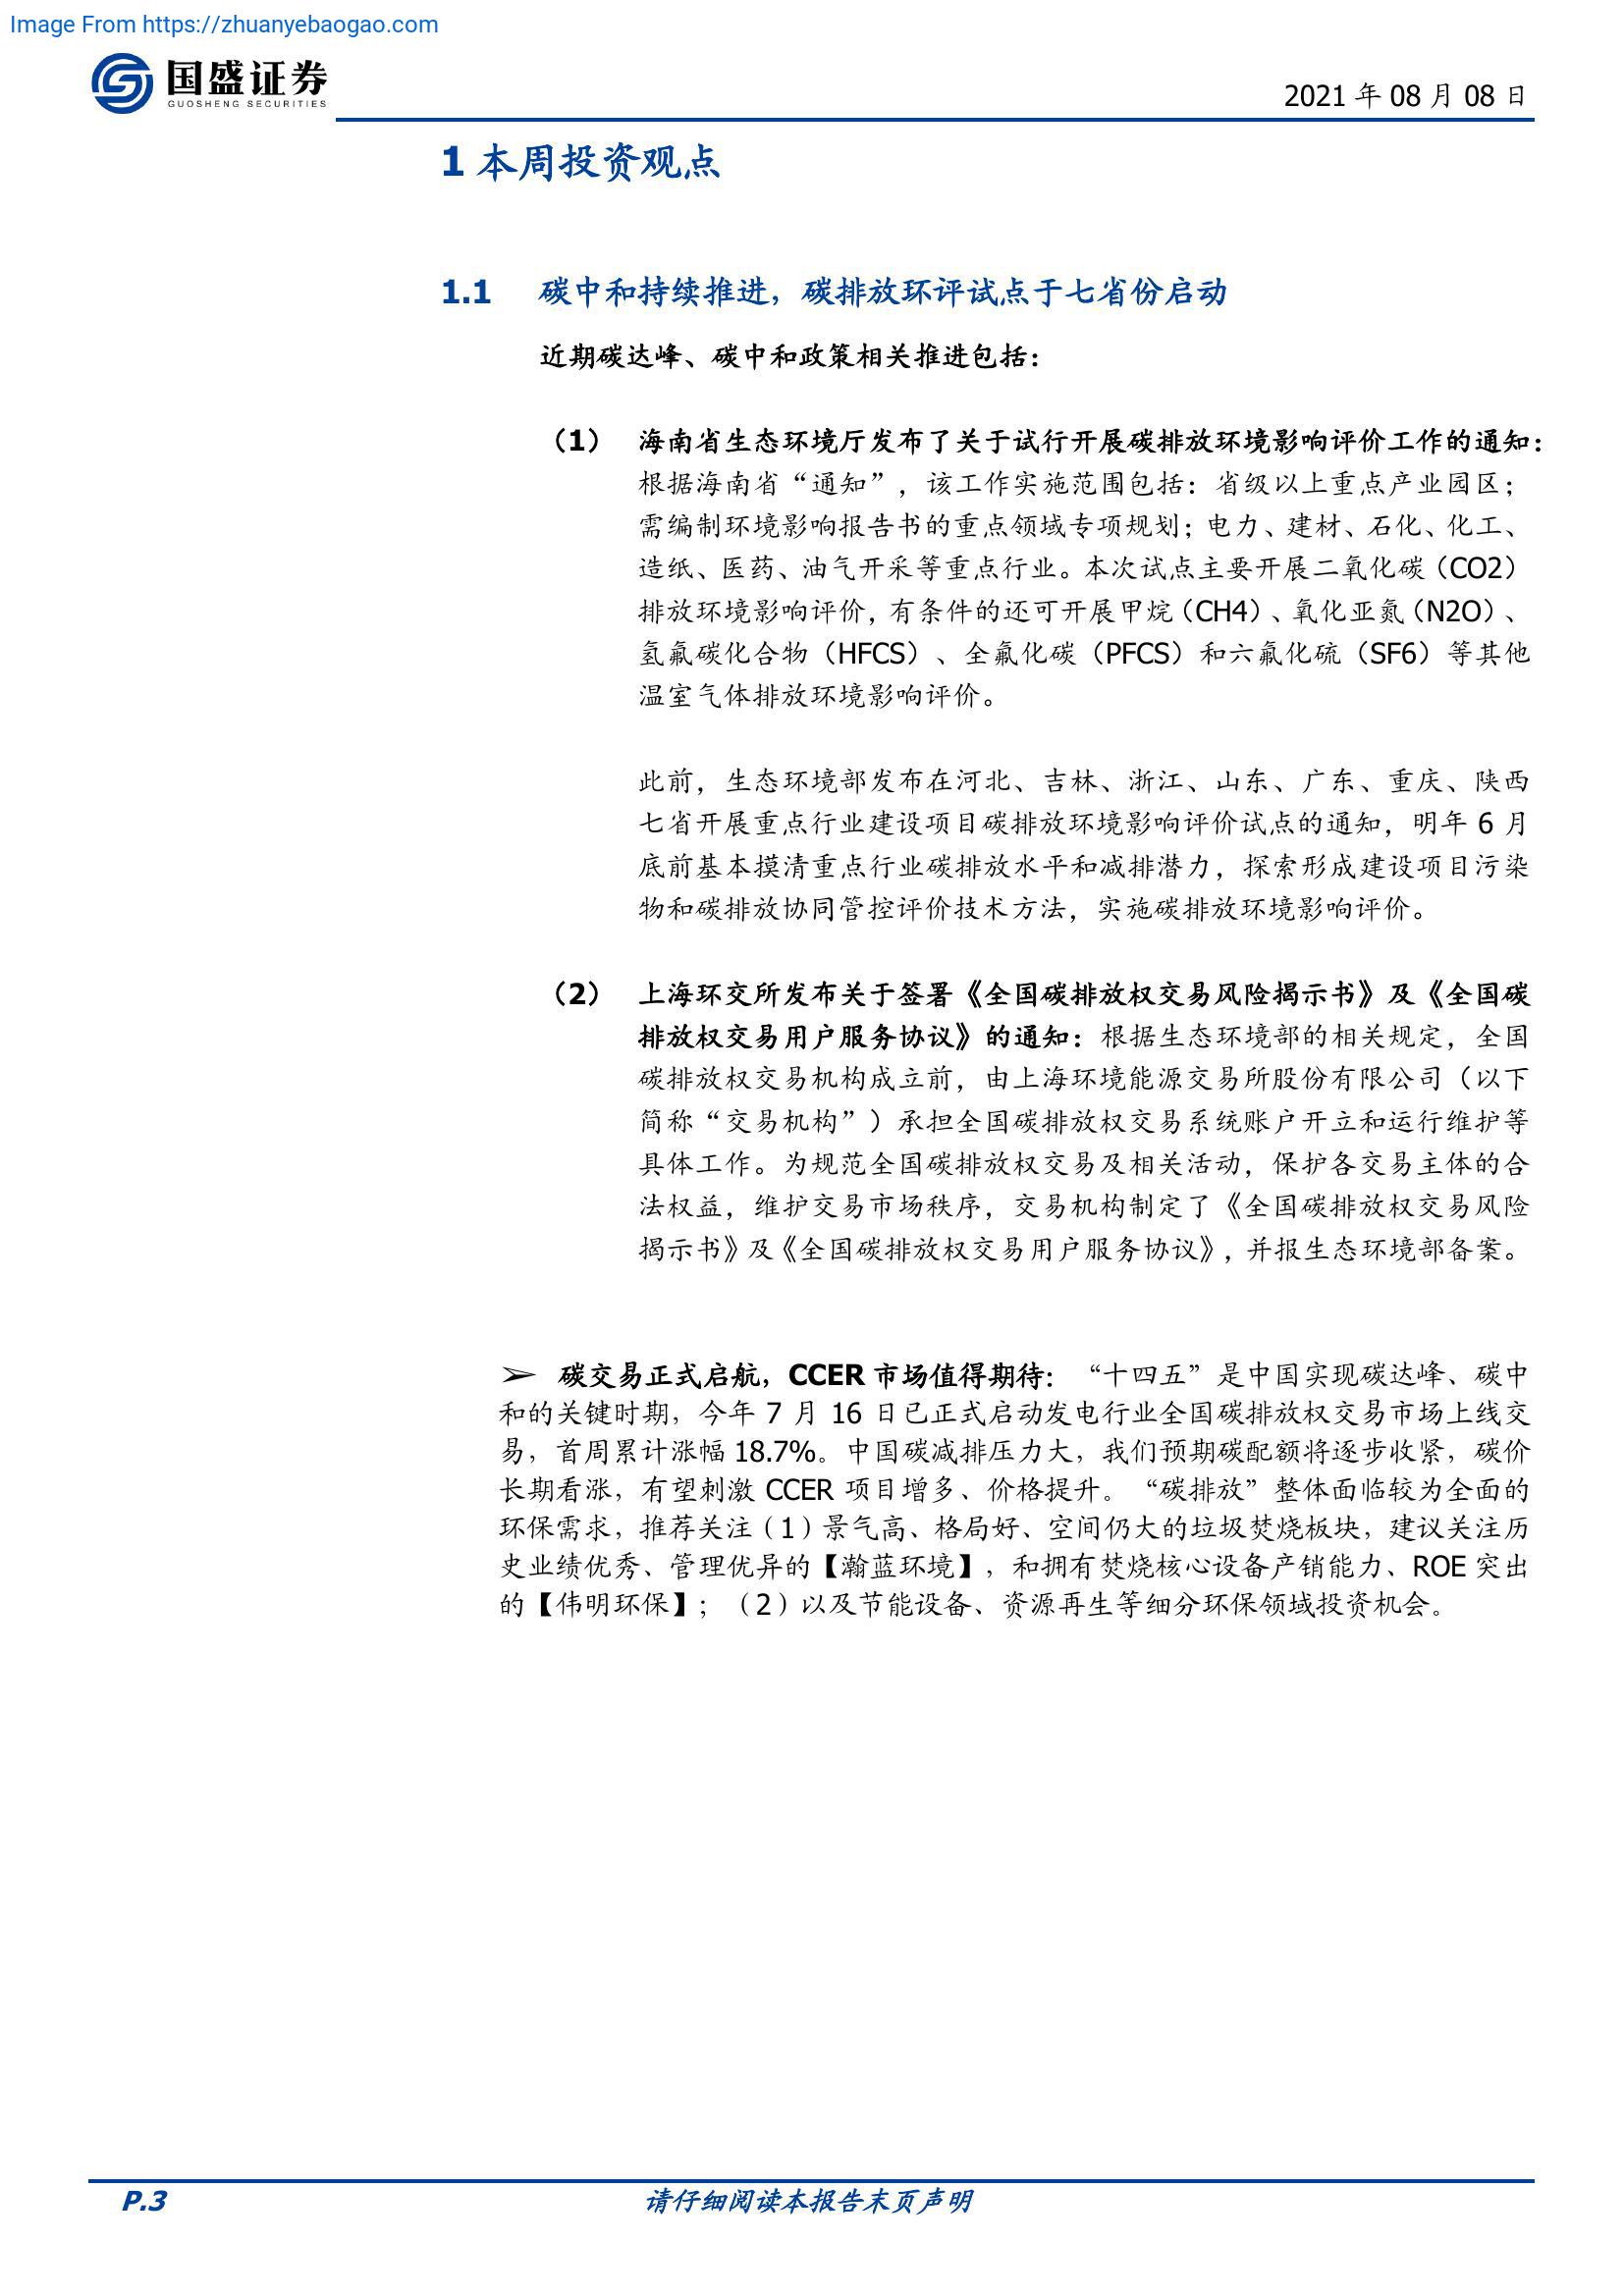 Image From https://zhuanyebaogao.com
国盛证券
GUOSHENG SECURITIES
2021 年 08 月 08 日
1 本周投资观点
1.1 碳中和持续推进，碳排放环评试点于七省份启动
近期碳达峰、碳中和政策相关推进包括：
（1） 海南省生态环境厅发布了关于试行开展碳排放环境影响评价工作的通知：
根据海南省“通知”，该工作实施范围包括：省级以上重点产业园区；
需编制环境影响报告书的重点领域专项规划；电力、建材、石化、化工、
造纸、医药、油气开采等重点行业。本次试点主要开展二氧化碳（CO2）
排放环境影响评价，有条件的还可开展甲烷（CH4）、氧化亚氮（N2O）、
氢氟碳化合物（HFCS）、全氟化碳（PFCS）和六氟化硫（SF6）等其他
温室气体排放环境影响评价。
此前，生态环境部发布在河北、吉林、浙江、山东、广东、重庆、陕西
七省开展重点行业建设项目碳排放环境影响评价试点的通知，明年 6 月
底前基本摸清重点行业碳排放水平和减排潜力，探索形成建设项目污染
物和碳排放协同管控评价技术方法，实施碳排放环境影响评价。
（2） 上海环交所发布关于签署《全国碳排放权交易风险揭示书》及《全国碳
排放权交易用户服务协议》的通知：根据生态环境部的相关规定，全国
碳排放权交易机构成立前，由上海环境能源交易所股份有限公司（以下
简称“交易机构”）承担全国碳排放权交易系统账户开立和运行维护等
具体工作。为规范全国碳排放权交易及相关活动，保护各交易主体的合
法权益，维护交易市场秩序，交易机构制定了《全国碳排放权交易风险
揭示书》及《全国碳排放权交易用户服务协议》，并报生态环境部备案。
➢ 碳交易正式启航，CCER 市场值得期待：“十四五”是中国实现碳达峰、碳中
和的关键时期，今年 7 月 16 日已正式启动发电行业全国碳排放权交易市场上线交
易，首周累计涨幅 18.7%。中国碳减排压力大，我们预期碳配额将逐步收紧，碳价
长期看涨，有望刺激 CCER 项目增多、价格提升。“碳排放”整体面临较为全面的
环保需求，推荐关注（1）景气高、格局好、空间仍大的垃圾焚烧板块，建议关注历
史业绩优秀、管理优异的【瀚蓝环境】，和拥有焚烧核心设备产销能力、ROE 突出
的【伟明环保】；（2）以及节能设备、资源再生等细分环保领域投资机会。
P.3
请仔细阅读本报告末页声明